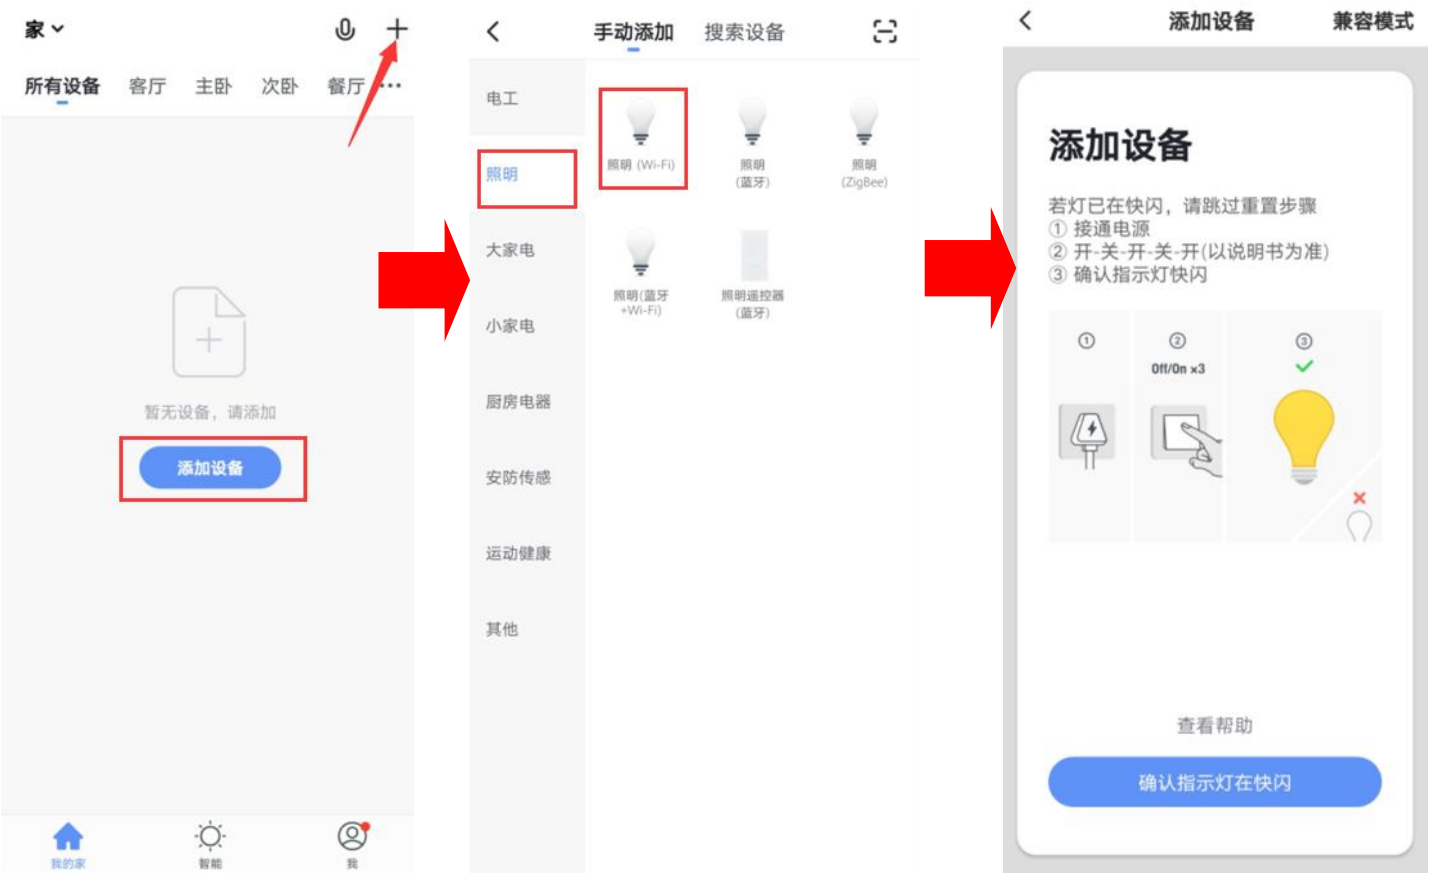 家
所有设备 客厅 主卧 次卧 餐厅 ···
暂无设备，请添加
添加设备
我的家 智能 我
手动添加 搜索设备
电工
照明
大家电
小家电
厨房电器
安防传感
运动健康
其他
照明 (Wi-Fi)
照明
(蓝牙)
照明
(ZigBee)
照明(蓝牙
+Wi-Fi)
照明遥控器
(蓝牙)
添加设备 兼容模式
添加设备
若灯已在快闪，请跳过重置步骤
① 接通电源
② 开-关-开-关-开(以说明书为准)
③ 确认指示灯快闪
① ② ③
Off/On ×3
查看帮助
确认指示灯在快闪